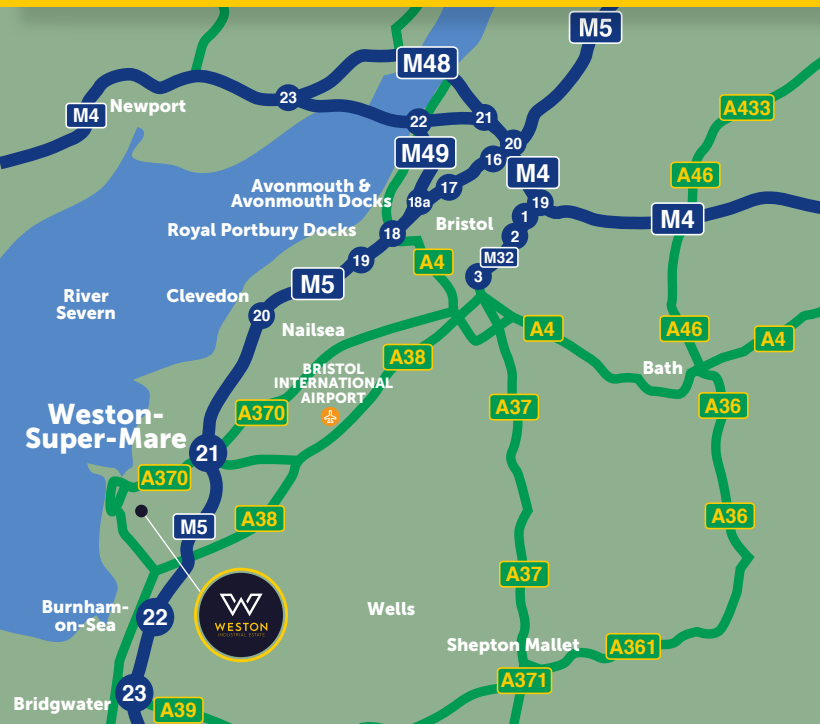 M5
M48
23
A433
M4
Newport
21
22
20
M49
16
M4
A46
Avonmouth &
Avonmouth Docks
17
18a
19
M4
1
Royal Portbury Docks
18
Bristol
2
19
A4
M32
3
M5
River
Severn
Clevedon
20
Nailsea
A4
A46
A4
A38
BRISTOL
INTERNATIONAL
AIRPORT
Bath
A370
A37
A36
Weston-
Super-Mare
21
A370
A38
M5
A36
A37
Burnham-
on-Sea
22
W
WESTON
INDUSTRIAL ESTATE
Wells
Shepton Mallet
A361
A371
Bridgwater
23
A39